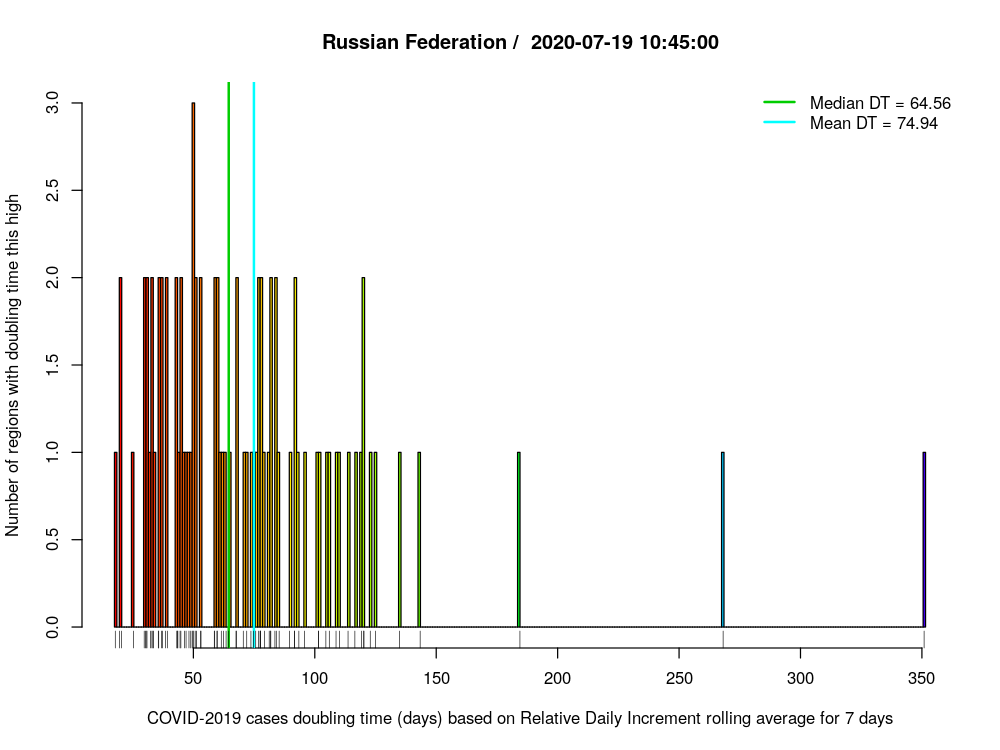 Russian Federation /  2020-07-19 10:45:00
Median DT = 64.56
Mean DT = 74.94
Number of regions with doubling time this high
3.0
2.5
2.0
1.5
1.0
0.5
0.0
50 100 150 200 250 300 350
COVID-2019 cases doubling time (days) based on Relative Daily Increment rolling average for 7 days